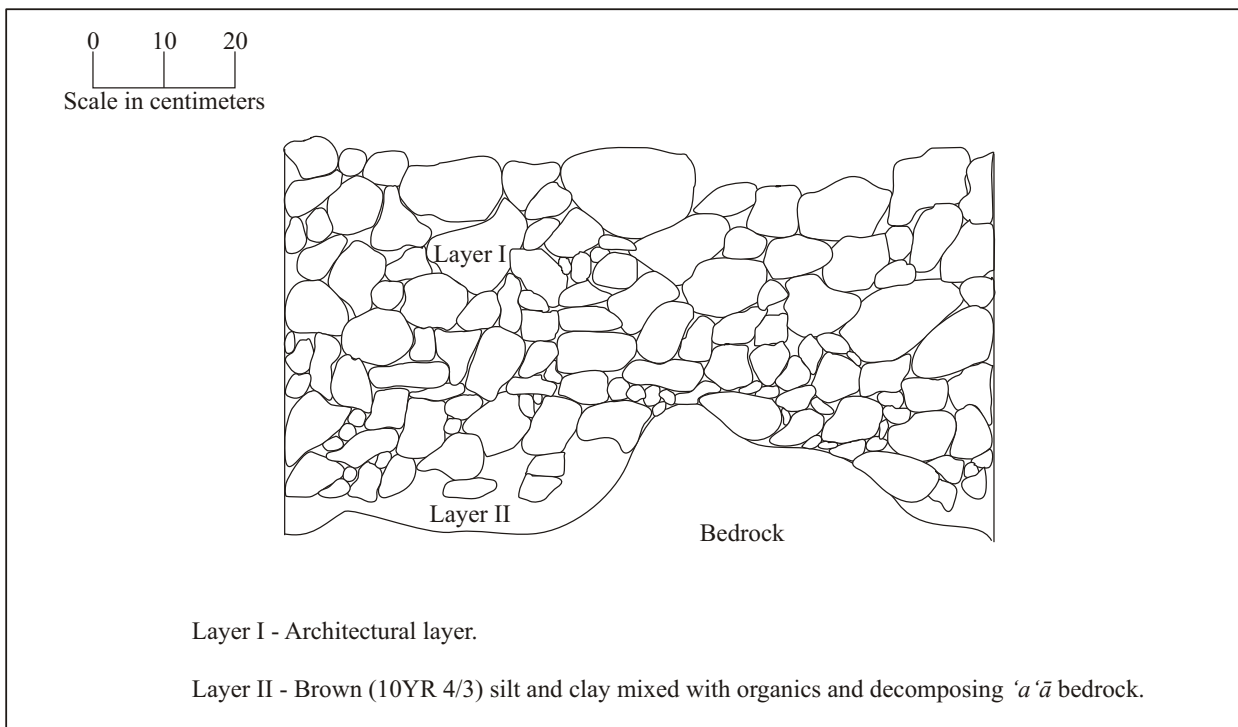 0 10 20
Scale in centimeters
Layer I
Layer II
Bedrock
Layer I - Architectural layer.
Layer II - Brown (10YR 4/3) silt and clay mixed with organics and decomposing ‘a‘ā bedrock.